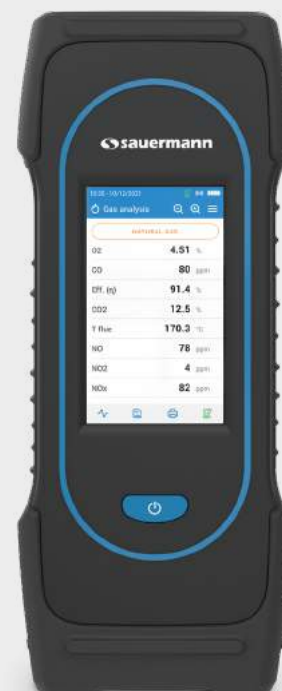 sauermann
Gas analysis
NATURAL GAS
O2 4.51 %
CO 80 ppm
Eff. (η) 91.4 %
CO2 12.5 %
T flue 170.3 °C
NO 78 ppm
NO2 4 ppm
NOx 82 ppm